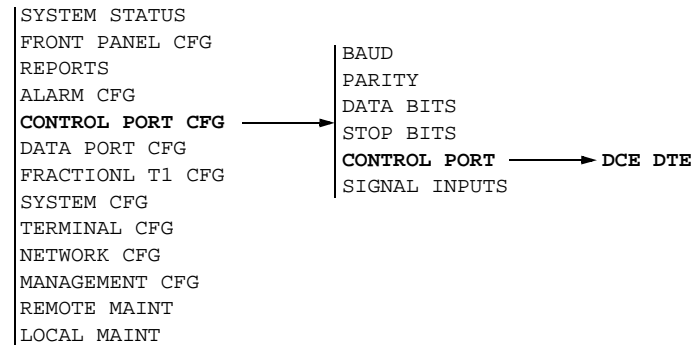 SYSTEM STATUS
FRONT PANEL CFG
REPORTS
ALARM CFG
CONTROL PORT CFG
DATA PORT CFG
FRACTIONL T1 CFG
SYSTEM CFG
TERMINAL CFG
NETWORK CFG
MANAGEMENT CFG
REMOTE MAINT
LOCAL MAINT
BAUD
PARITY
DATA BITS
STOP BITS
CONTROL PORT
SIGNAL INPUTS
DCE DTE